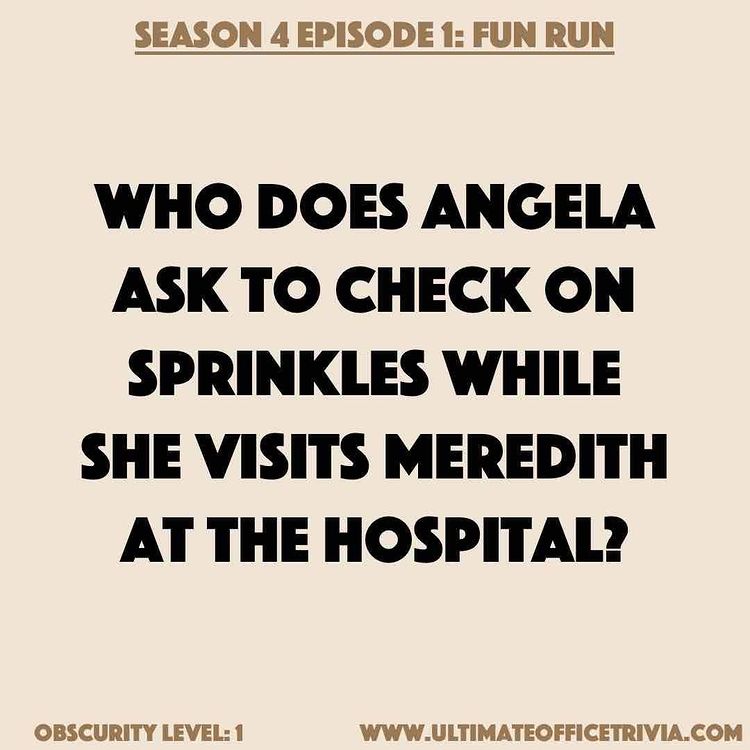 SEASON 4 EPISODE 1: FUN RUN
WHO DOES ANGELA
ASK TO CHECK ON
SPRINKLES WHILE
SHE VISITS MEREDITH
AT THE HOSPITAL?
OBSCURITY LEVEL: 1
WWW.ULTIMATEOFFICETRIVIA.COM